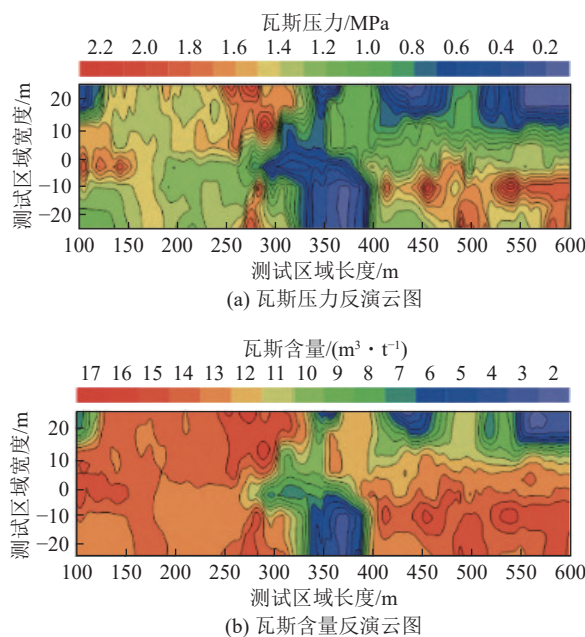 瓦斯压力/MPa
2.2 2.0 1.8 1.6 1.4 1.2 1.0 0.8 0.6 0.4 0.2
测试区域宽度/m
20
10
0
−10
−20
100 150 200 250 300 350 400 450 500 550 600
测试区域长度/m
(a) 瓦斯压力反演云图
瓦斯含量/(m³·t⁻¹)
17 16 15 14 13 12 11 10 9 8 7 6 5 4 3 2
测试区域宽度/m
20
10
0
−10
−20
100 150 200 250 300 350 400 450 500 550 600
测试区域长度/m
(b) 瓦斯含量反演云图